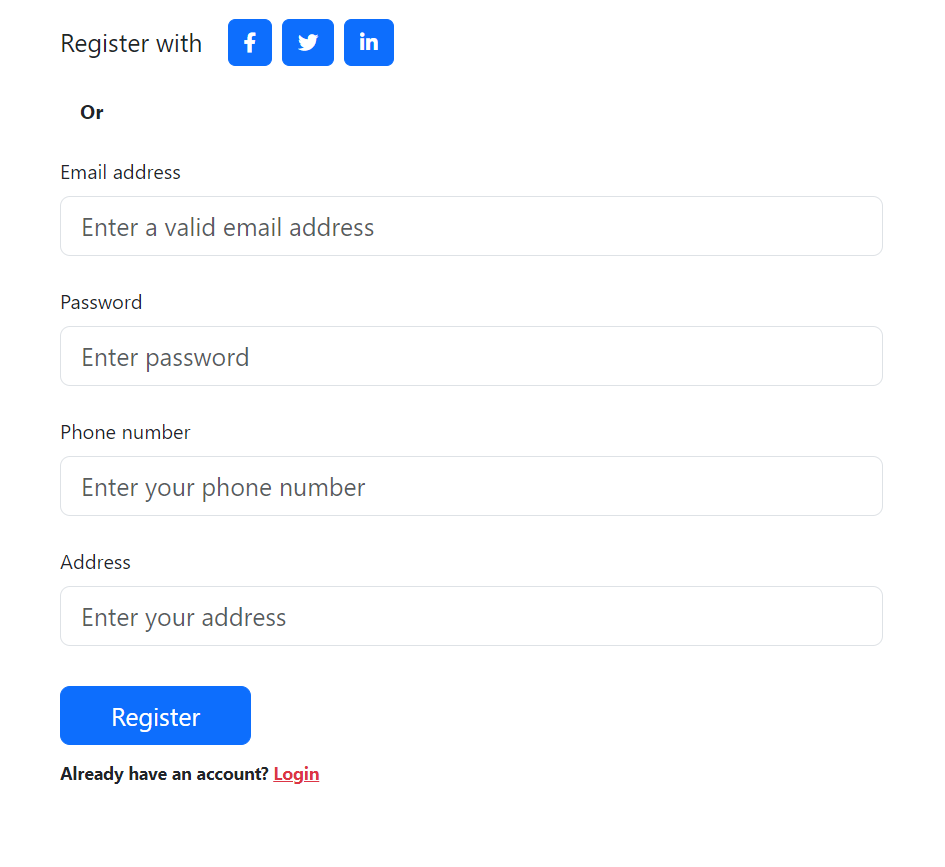 Register with
Or
Email address
Enter a valid email address
Password
Enter password
Phone number
Enter your phone number
Address
Enter your address
Register
Already have an account? Login